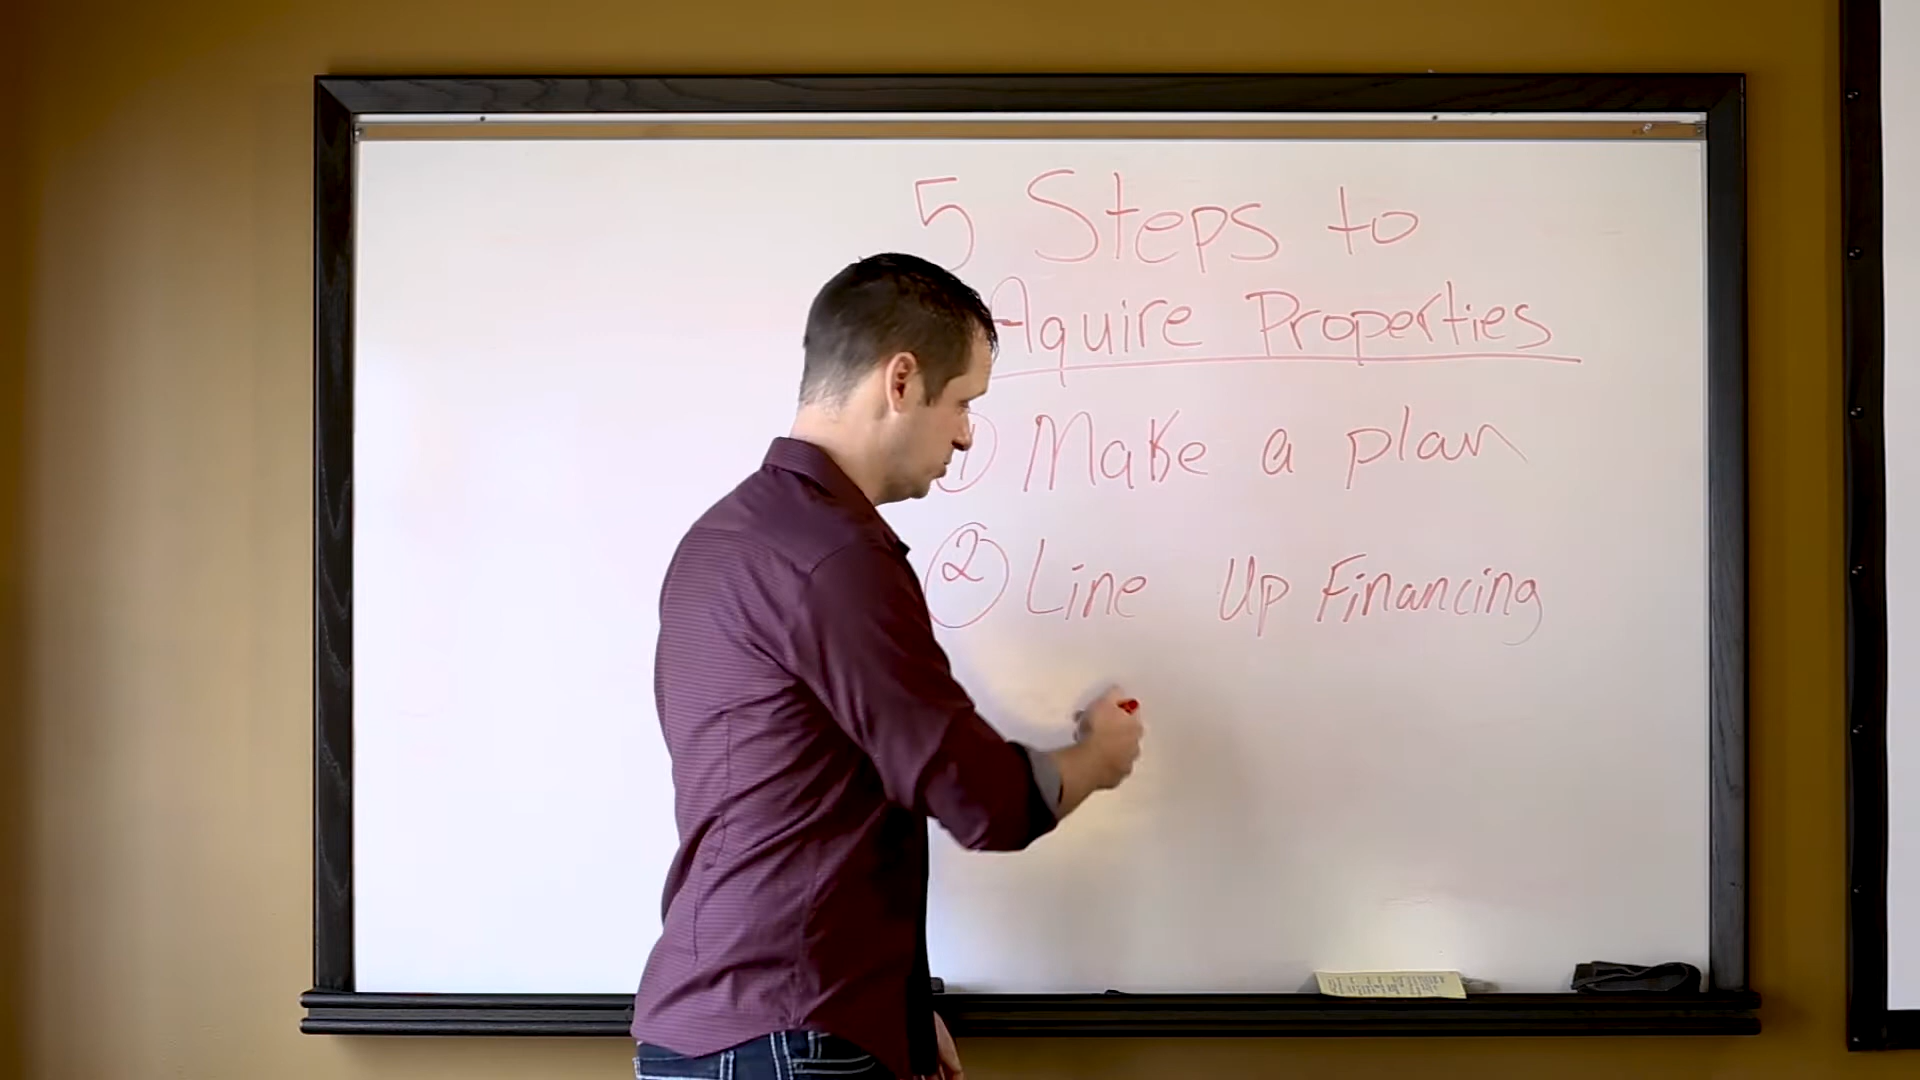 5 Steps to
Aquire Properties
1 Make a plan
2 Line Up Financing